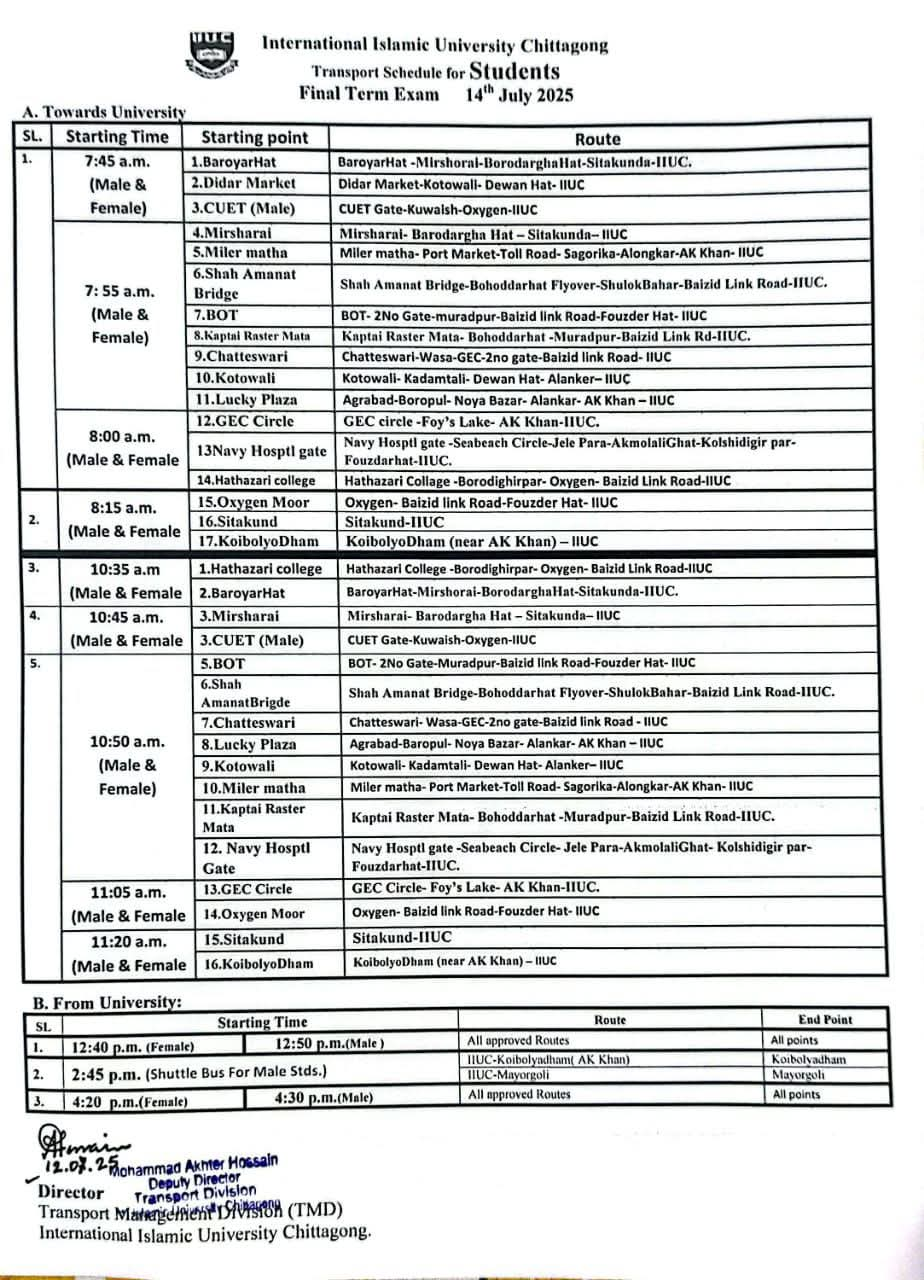 IIUC
International Islamic University Chittagong
Transport Schedule for Students
Final Term Exam 14th July 2025
A. Towards University
SL. Starting Time Starting point Route
1. 7:45 a.m. (Male & Female) 1.BaroyarHat BaroyarHat -Mirshorai-BorodarghaHat-Sitakunda-IIUC.
2.Didar Market Didar Market-Kotowali- Dewan Hat- IIUC
3.CUET (Male) CUET Gate-Kuwaish-Oxygen-IIUC
7: 55 a.m. (Male & Female) 4.Mirsharai Mirsharai- Barodargha Hat – Sitakunda– IIUC
5.Miler matha Miler matha- Port Market-Toll Road- Sagorika-Alongkar-AK Khan- IIUC
6.Shah Amanat Bridge Shah Amanat Bridge-Bohoddarhat Flyover-ShulokBahar-Baizid Link Road-IIUC.
7.BOT BOT- 2No Gate-muradpur-Baizid link Road-Fouzder Hat- IIUC
8.Kaptai Raster Mata Kaptai Raster Mata- Bohoddarhat -Muradpur-Baizid Link Rd-IIUC.
9.Chatteswari Chatteswari-Wasa-GEC-2no gate-Baizid link Road- IIUC
10.Kotowali Kotowali- Kadamtali- Dewan Hat- Alanker– IIUC
11.Lucky Plaza Agrabad-Boropul- Noya Bazar- Alankar- AK Khan – IIUC
8:00 a.m. (Male & Female 12.GEC Circle GEC circle -Foy's Lake- AK Khan-IIUC.
13Navy Hosptl gate Navy Hosptl gate -Seabeach Circle-Jele Para-AkmolaliGhat-Kolshidigir par-
Fouzdarhat-IIUC.
14.Hathazari college Hathazari Collage -Borodighirpar- Oxygen- Baizid Link Road-IIUC
2. 8:15 a.m. (Male & Female 15.Oxygen Moor Oxygen- Baizid link Road-Fouzder Hat- IIUC
16.Sitakund Sitakund-IIUC
17.KoibolyoDham KoibolyoDham (near AK Khan) – IIUC
3. 10:35 a.m (Male & Female 1.Hathazari college Hathazari College -Borodighirpar- Oxygen- Baizid Link Road-IIUC
2.BaroyarHat BaroyarHat-Mirshorai-BorodarghaHat-Sitakunda-IIUC.
4. 10:45 a.m. (Male & Female 3.Mirsharai Mirsharai- Barodargha Hat – Sitakunda– IIUC
3.CUET (Male) CUET Gate-Kuwaish-Oxygen-IIUC
5. 10:50 a.m. (Male & Female) 5.BOT BOT- 2No Gate-Muradpur-Baizid link Road-Fouzder Hat- IIUC
6.Shah AmanatBrigde Shah Amanat Bridge-Bohoddarhat Flyover-ShulokBahar-Baizid Link Road-IIUC.
7.Chatteswari Chatteswari- Wasa-GEC-2no gate-Baizid link Road - IIUC
8.Lucky Plaza Agrabad-Baropul- Noya Bazar- Alankar- AK Khan – IIUC
9.Kotowali Kotowali- Kadamtali- Dewan Hat- Alanker– IIUC
10.Miler matha Miler matha- Port Market-Toll Road- Sagorika-Alongkar-AK Khan- IIUC
11.Kaptai Raster Mata Kaptai Raster Mata- Bohoddarhat -Muradpur-Baizid Link Road-IIUC.
12. Navy Hosptl Gate Navy Hosptl gate -Seabeach Circle- Jele Para-AkmolaliGhat- Kolshidigir par-
Fouzdarhat-IIUC.
11:05 a.m. (Male & Female 13.GEC Circle GEC Circle- Foy's Lake- AK Khan-IIUC.
14.Oxygen Moor Oxygen- Baizid link Road-Fouzder Hat- IIUC
11:20 a.m. (Male & Female 15.Sitakund Sitakund-IIUC
16.KoibolyoDham KoibolyoDham (near AK Khan) – IIUC
B. From University:
SL Starting Time Route End Point
1. 12:40 p.m. (Female) 12:50 p.m.(Male ) All approved Routes All points
2. 2:45 p.m. (Shuttle Bus For Male Stds.) IIUC-Koibolyadham( AK Khan) Koibolyadham
IIUC-Mayorgoli Mayorgoli
3. 4:20 p.m.(Female) 4:30 p.m.(Male) All approved Routes All points
12.07.25
Mohammad Akhter Hossain
Deputy Director
Transport Division
Director
Transport Management Division (TMD)
International Islamic University Chittagong.